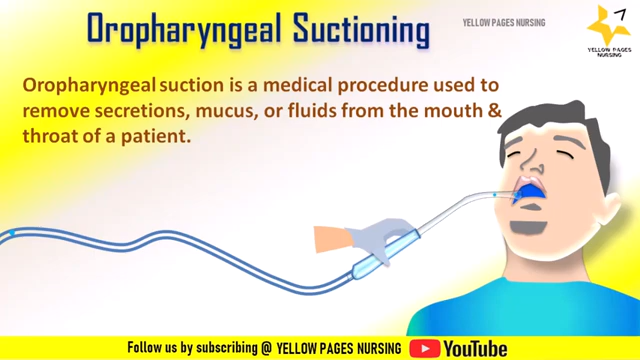 Oropharyngeal Suctioning
YELLOW PAGES NURSING
YELLOW PAGES
NURSING
Oropharyngeal suction is a medical procedure used to
remove secretions, mucus, or fluids from the mouth &
throat of a patient.
Follow us by subscribing @ YELLOW PAGES NURSING YouTube